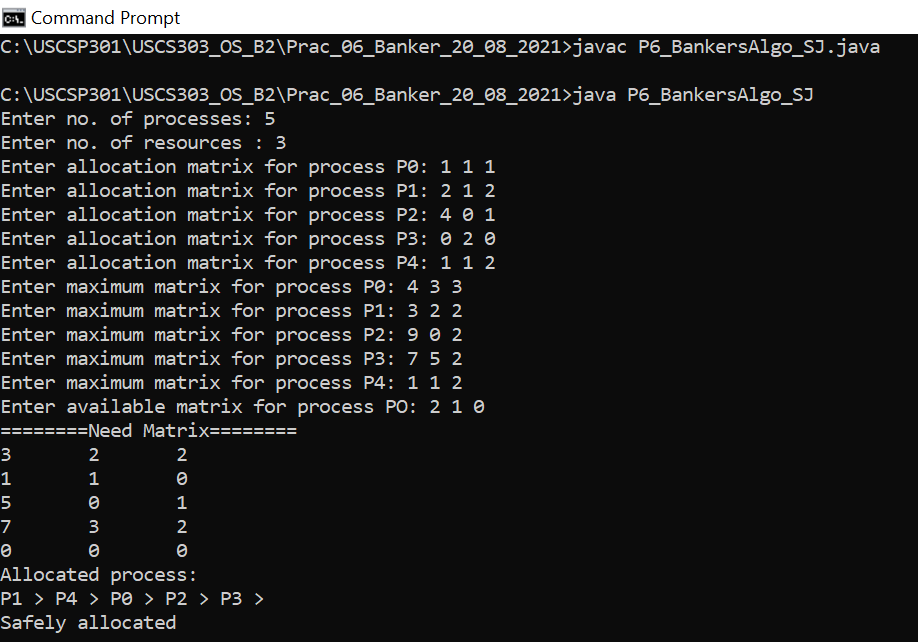 Command Prompt
C:\USCSP301\USCS303_OS_B2\Prac_06_Banker_20_08_2021>javac P6_BankersAlgo_SJ.java
C:\USCSP301\USCS303_OS_B2\Prac_06_Banker_20_08_2021>java P6_BankersAlgo_SJ
Enter no. of processes: 5
Enter no. of resources : 3
Enter allocation matrix for process P0: 1 1 1
Enter allocation matrix for process P1: 2 1 2
Enter allocation matrix for process P2: 4 0 1
Enter allocation matrix for process P3: 0 2 0
Enter allocation matrix for process P4: 1 1 2
Enter maximum matrix for process P0: 4 3 3
Enter maximum matrix for process P1: 3 2 2
Enter maximum matrix for process P2: 9 0 2
Enter maximum matrix for process P3: 7 5 2
Enter maximum matrix for process P4: 1 1 2
Enter available matrix for process PO: 2 1 0
========Need Matrix========
3 2 2
1 1 0
5 0 1
7 3 2
0 0 0
Allocated process:
P1 > P4 > P0 > P2 > P3 >
Safely allocated